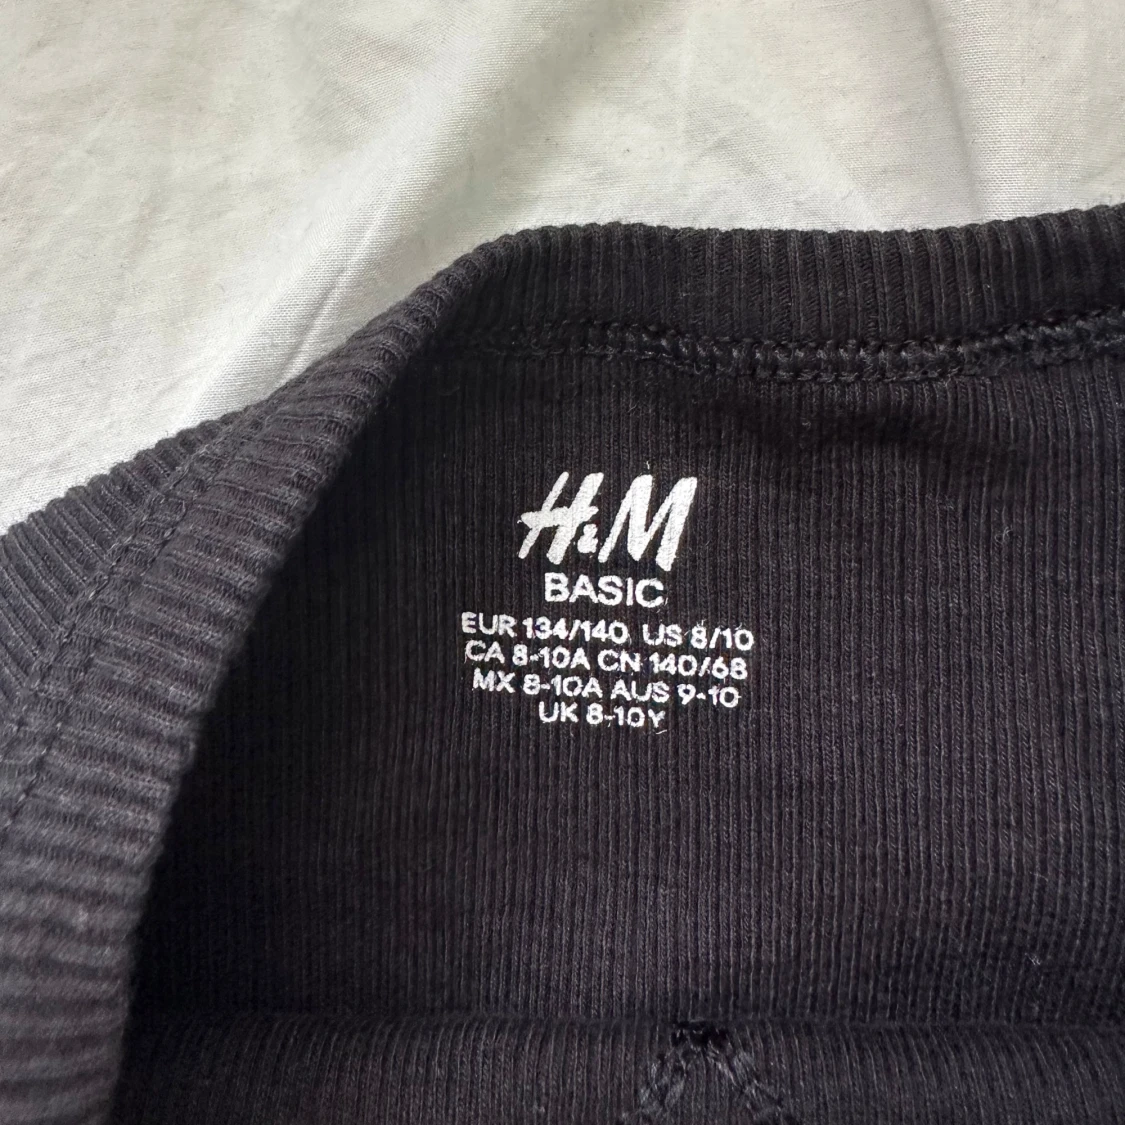 H&M
BASIC
EUR 134/140 US 8/10
CA 8-10A CN 140/68
MX 8-10A AUS 9-10
UK 8-10Y